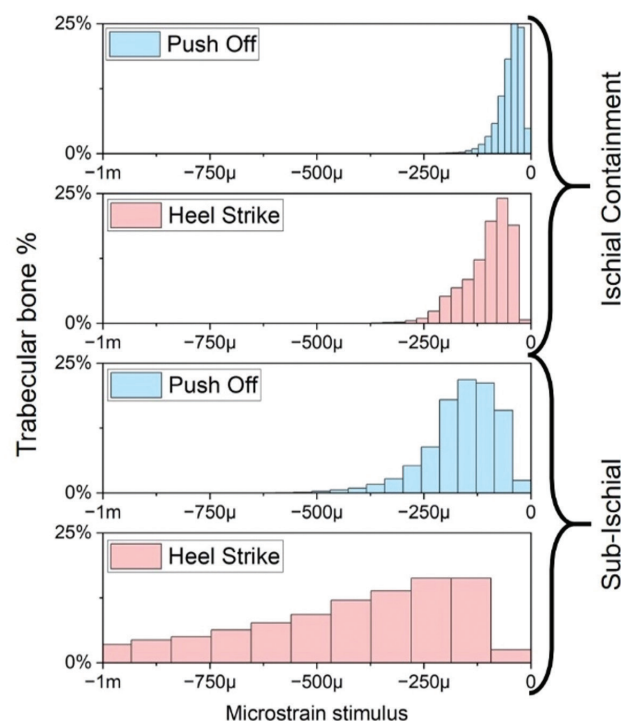 Trabecular bone %
25%
Push Off
0%
−1m −750μ −500μ −250μ 0
25%
Heel Strike
0%
−1m −750μ −500μ −250μ 0
Ischial Containment
25%
Push Off
0%
−1m −750μ −500μ −250μ 0
25%
Heel Strike
0%
−1m −750μ −500μ −250μ 0
Sub-Ischial
Microstrain stimulus